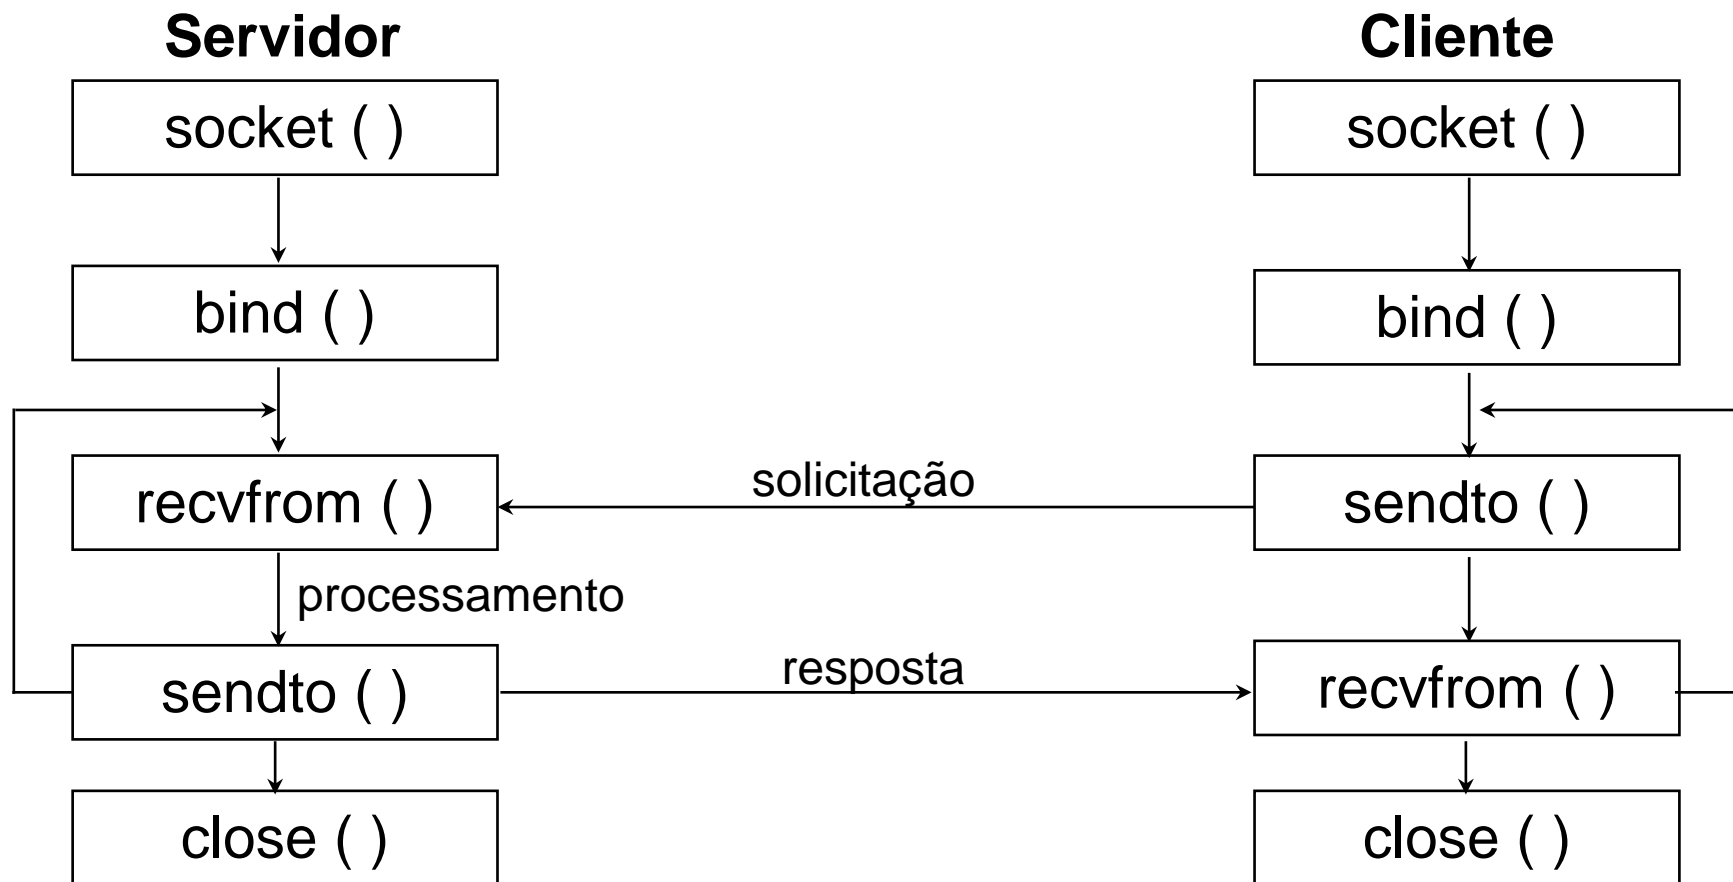 Servidor
Cliente
socket ( )
socket ( )
bind ( )
bind ( )
recvfrom ( )
solicitação
sendto ( )
processamento
sendto ( )
resposta
recvfrom ( )
close ( )
close ( )